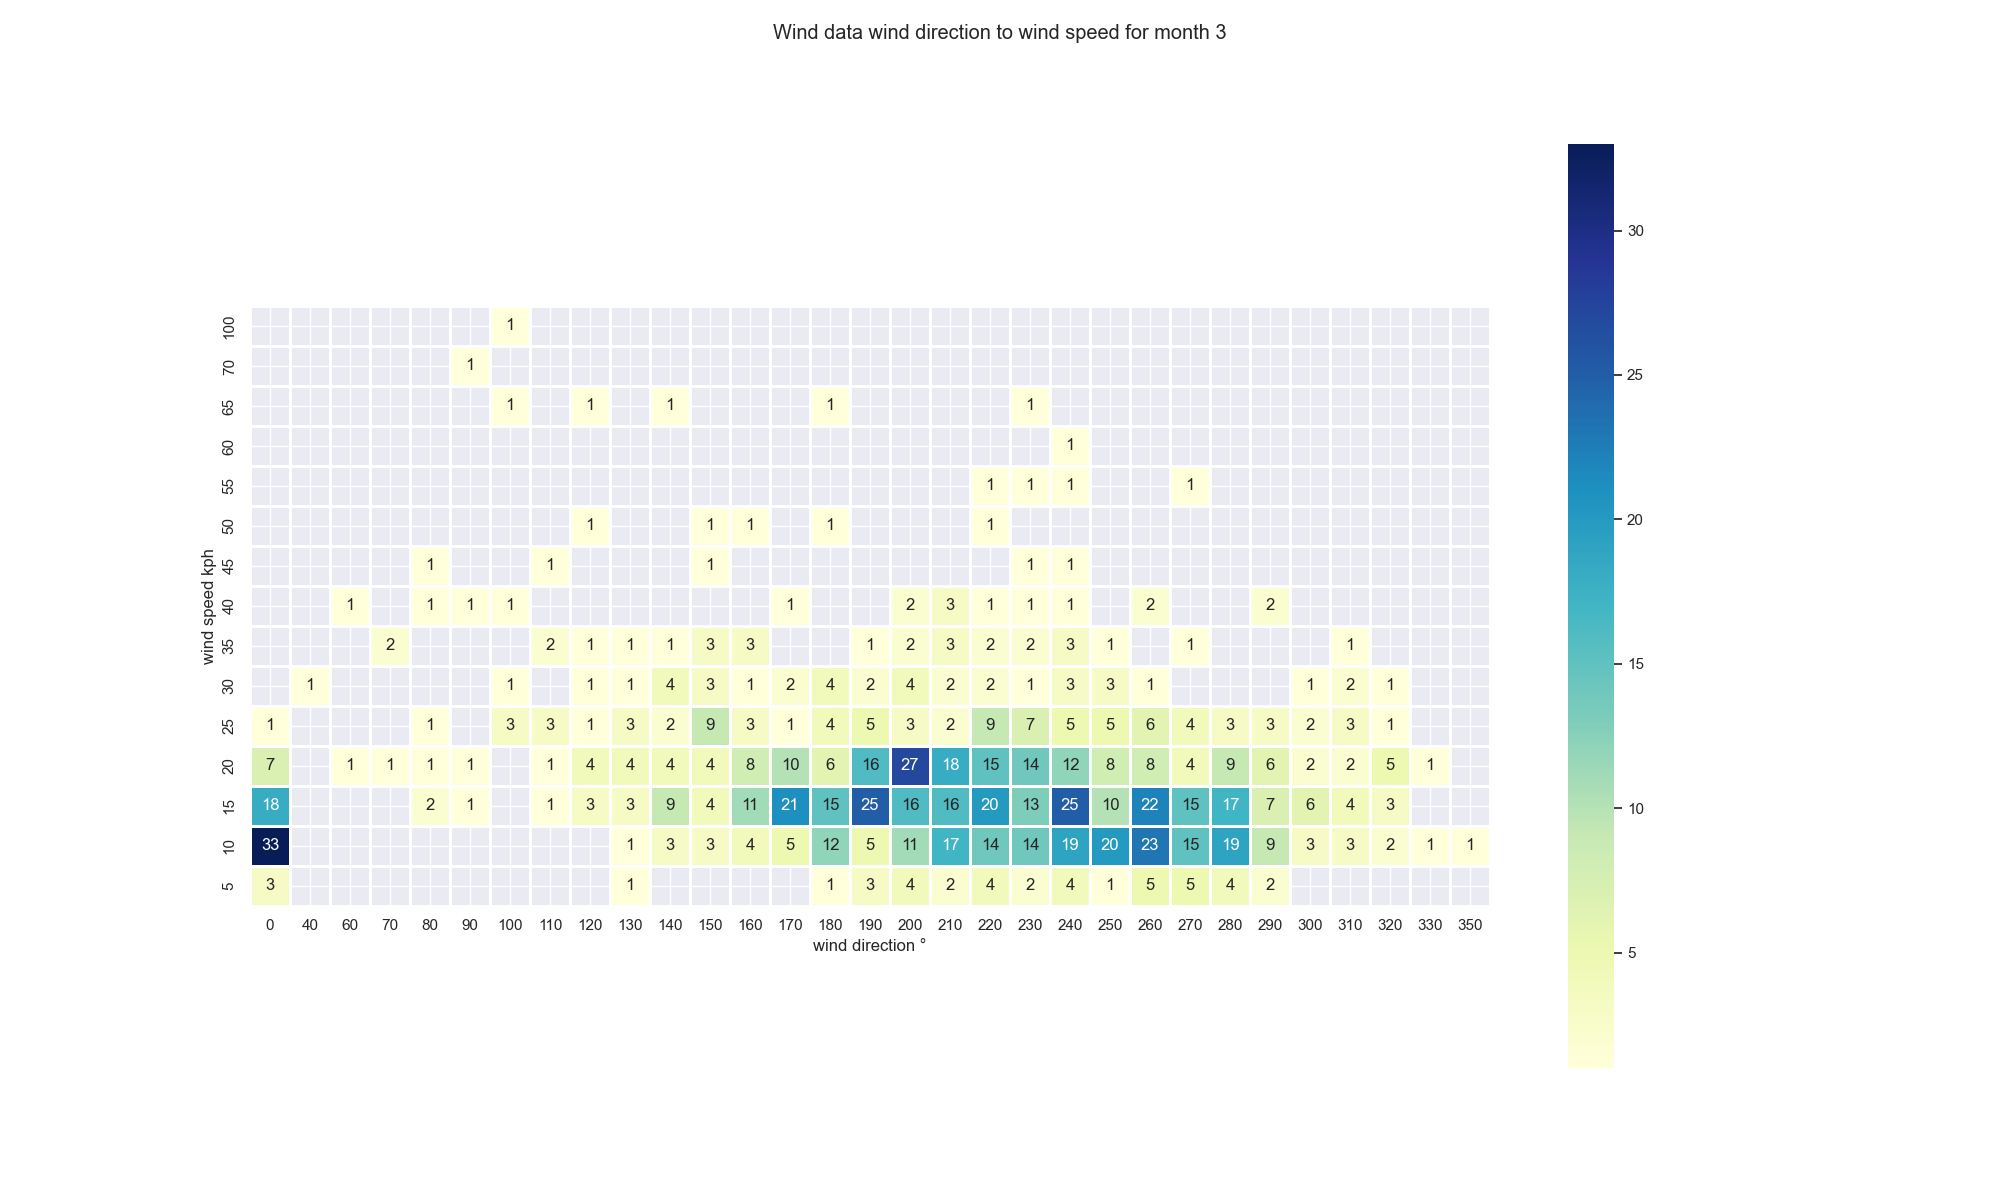 Wind data wind direction to wind speed for month 3
100 1
70 1
65 1 1 1 1 1
60 1
55 1 1 1 1
50 1 1 1 1 1
45 1 1 1 1 1
40 1 1 1 1 1 2 3 1 1 1 2 2
35 2 2 1 1 1 3 3 1 2 3 2 2 3 1 1 1
30 1 1 1 1 4 3 1 2 4 2 4 2 2 1 3 3 1 1 2 1
25 1 1 3 3 1 3 2 9 3 1 4 5 3 2 9 7 5 5 6 4 3 3 2 3 1
20 7 1 1 1 1 1 4 4 4 4 8 10 6 16 27 18 15 14 12 8 8 4 9 6 2 2 5 1
15 18 2 1 1 3 3 9 4 11 21 15 25 16 16 20 13 25 10 22 15 17 7 6 4 3
10 33 1 3 3 4 5 12 5 11 17 14 14 19 20 23 15 19 9 3 3 2 1 1
5 3 1 1 3 4 2 4 2 4 1 5 5 4 2
0 40 60 70 80 90 100 110 120 130 140 150 160 170 180 190 200 210 220 230 240 250 260 270 280 290 300 310 320 330 350
wind direction °
wind speed kph
30
25
20
15
10
5